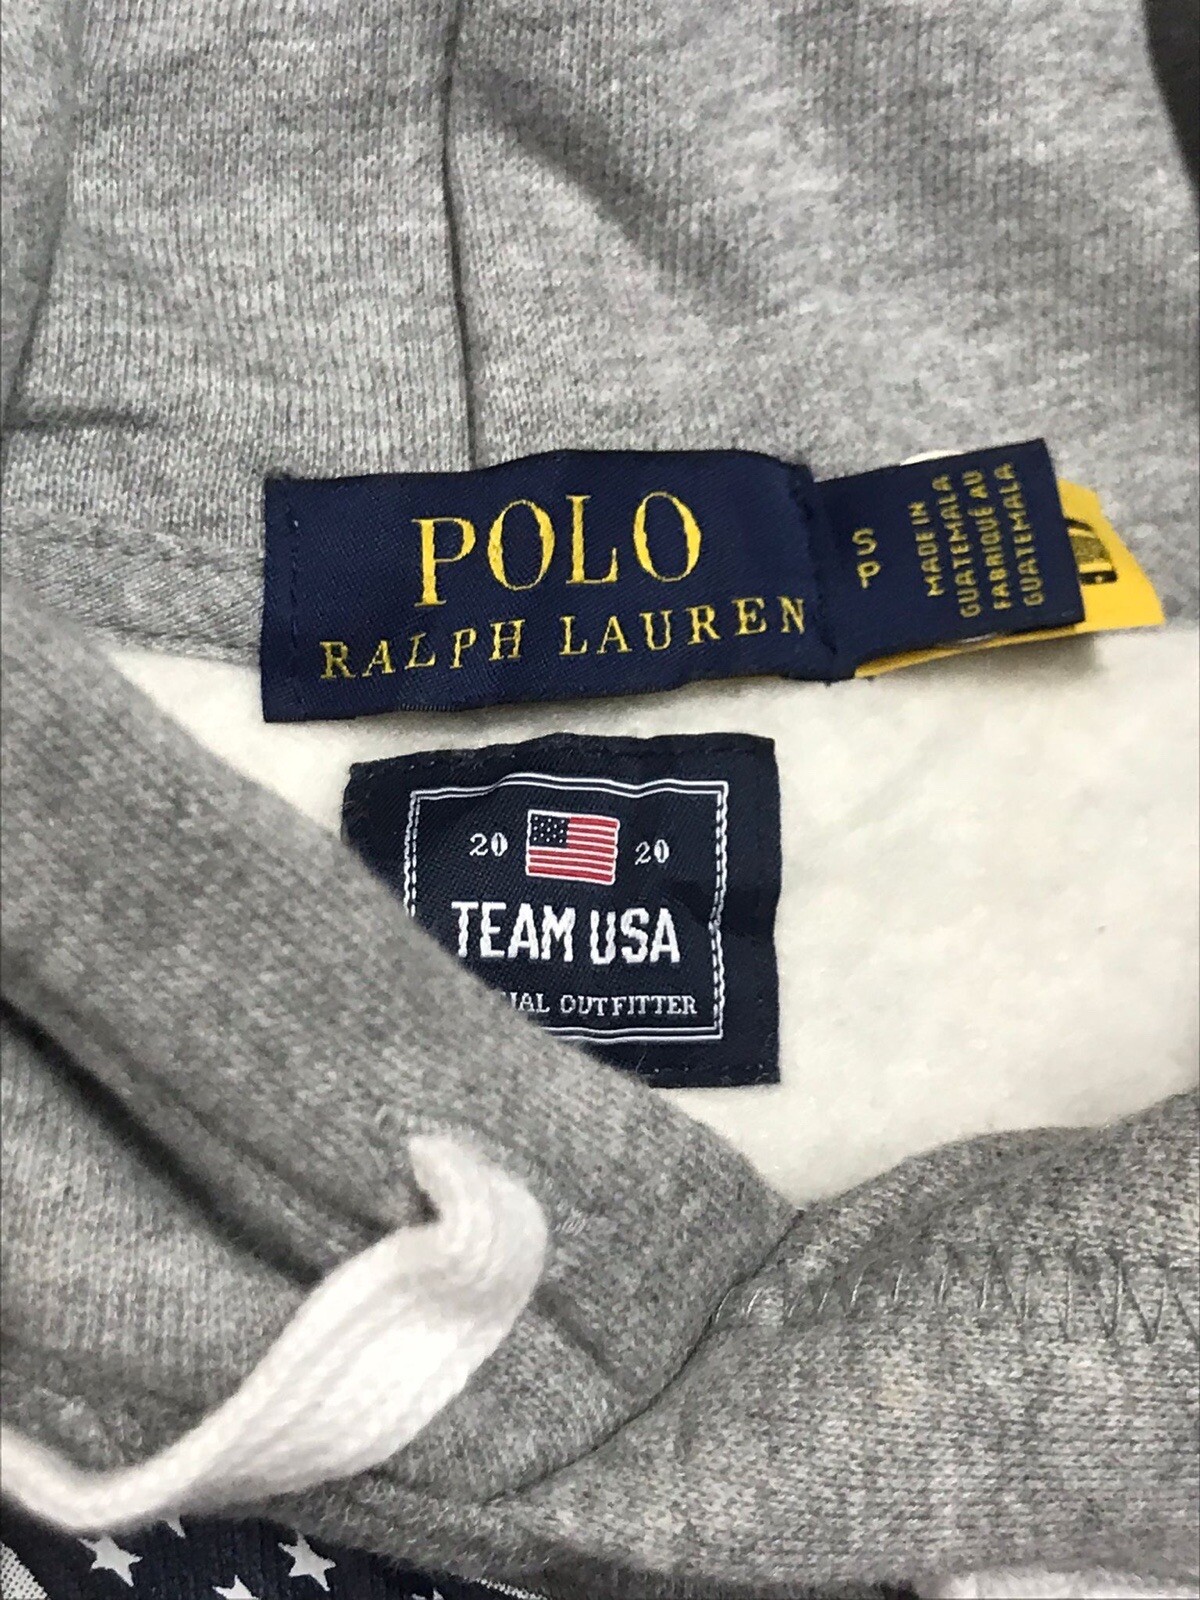 POLO
RALPH LAUREN
S
P
MADE IN
GUATEMALA
FABRIQUÉ AU
GUATEMALA
20 20
TEAM USA
OUTFITTER